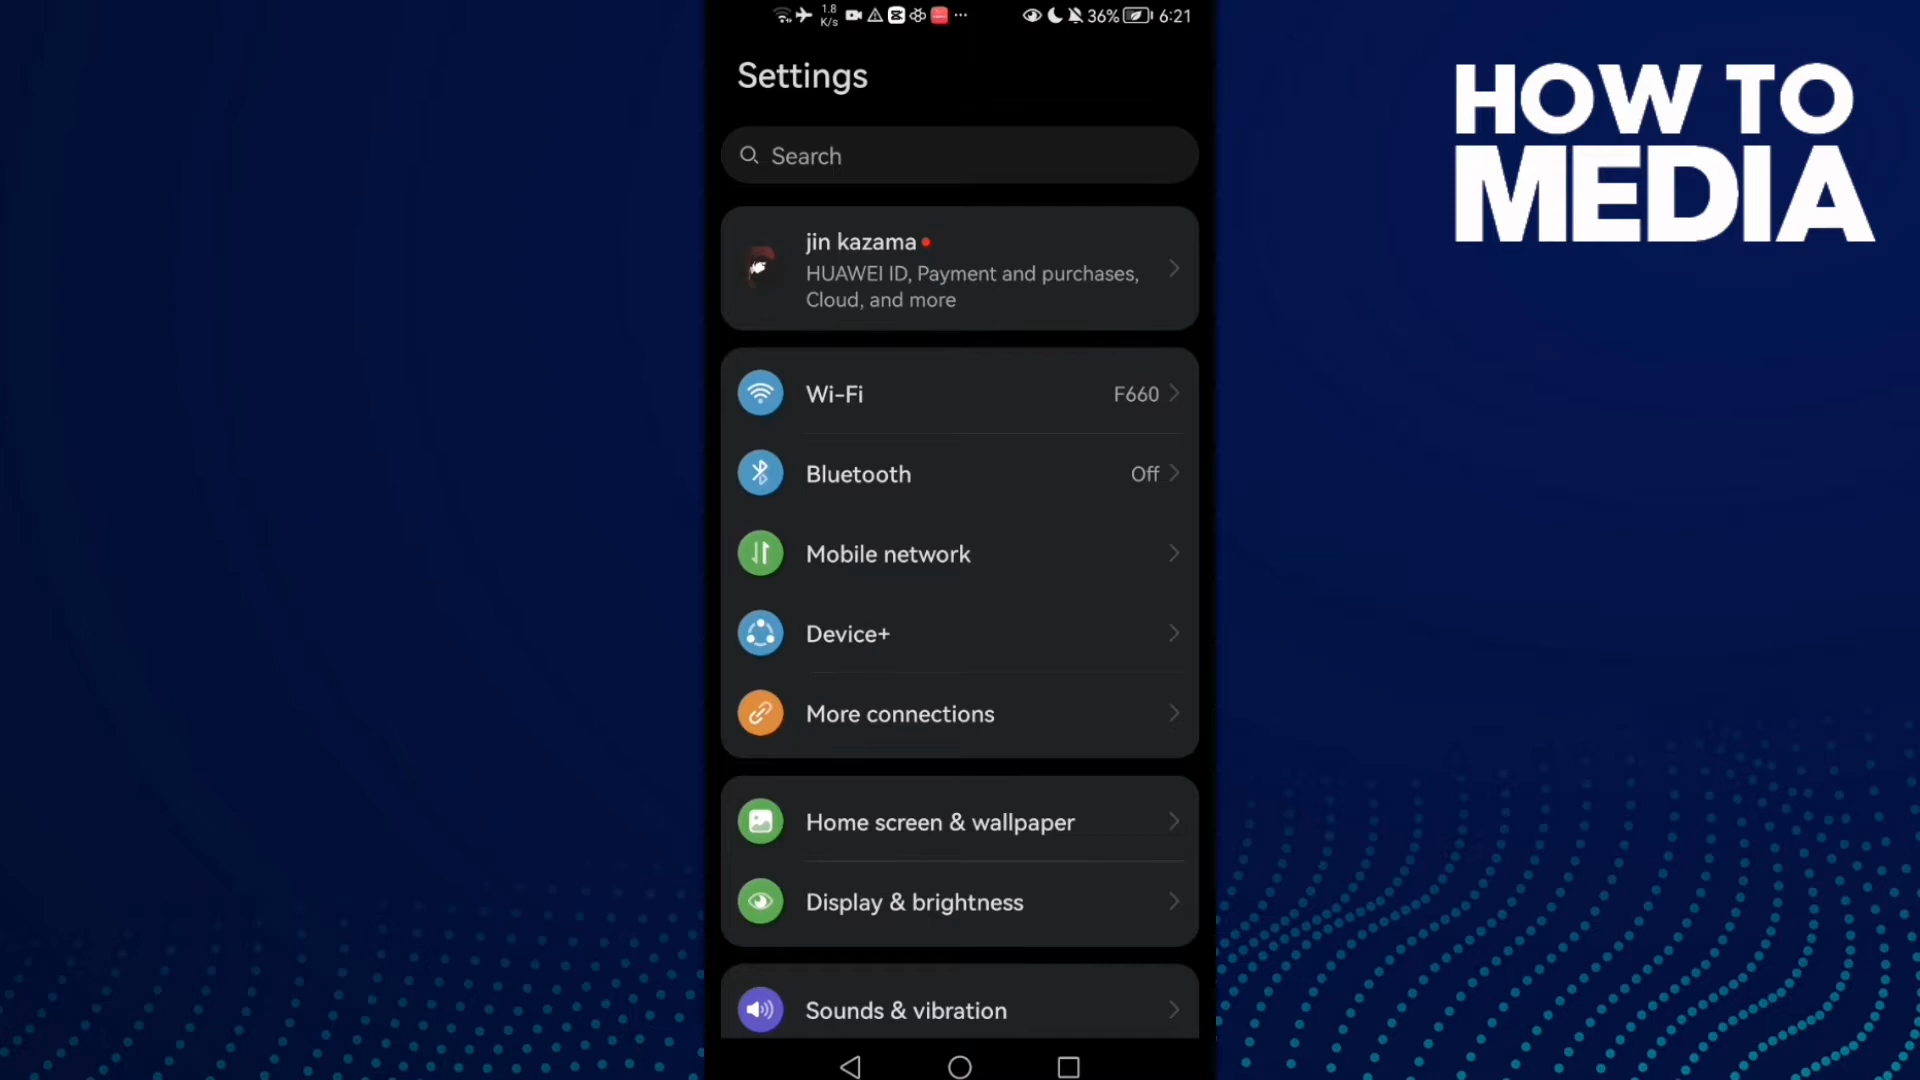 1.8
K/s
36%
6:21
Settings
HOW TO
MEDIA
Search
jin kazama
HUAWEI ID, Payment and purchases,
Cloud, and more
Wi-Fi F660
Bluetooth Off
Mobile network
Device+
More connections
Home screen & wallpaper
Display & brightness
Sounds & vibration